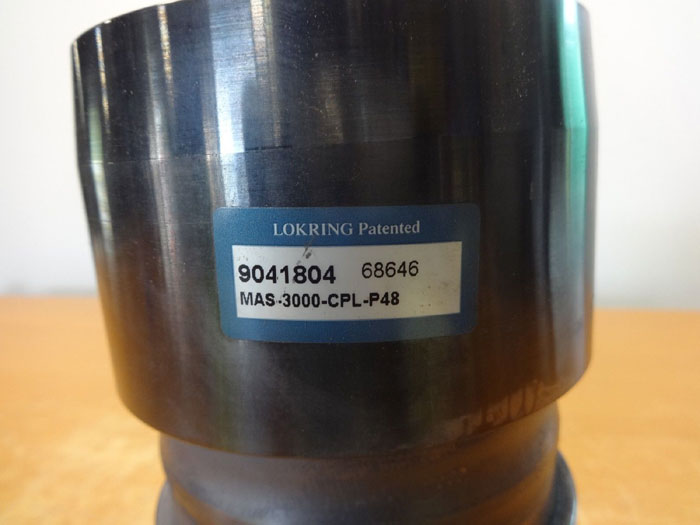 LOKRING Patented
9041804 68646
MAS-3000-CPL-P48